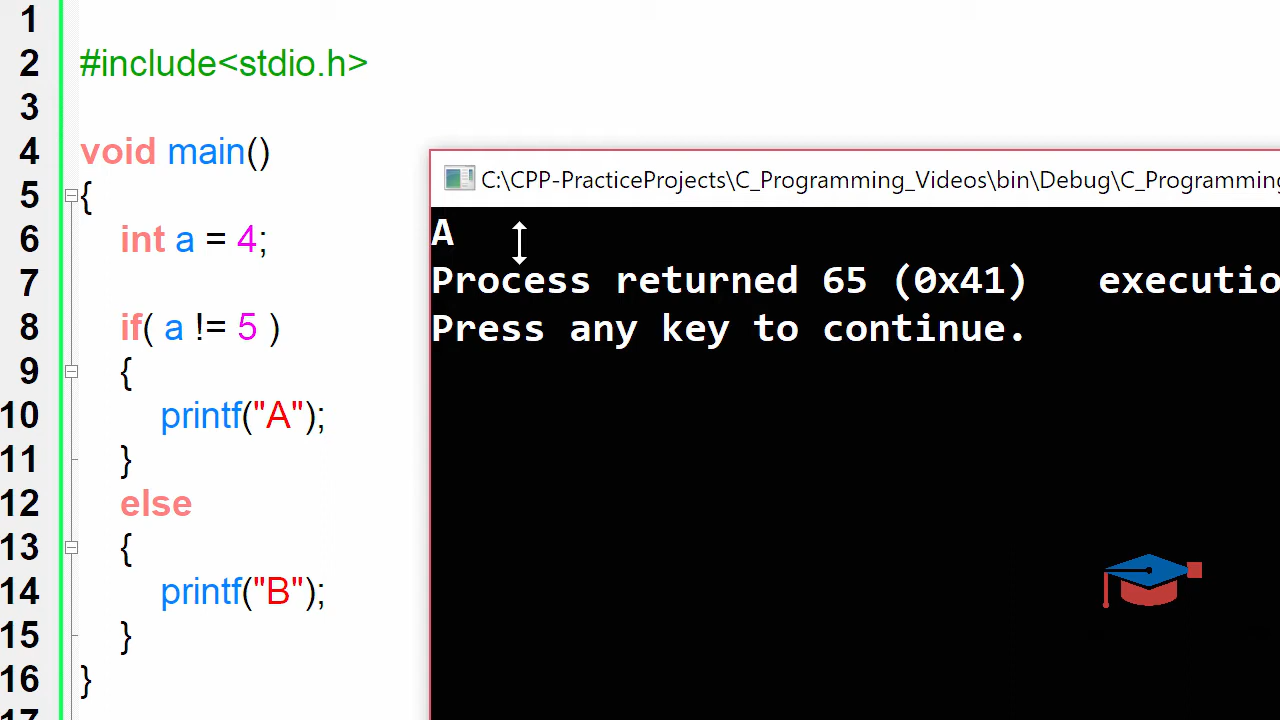 1
2 #include<stdio.h>
3
4 void main()
5 {
6 int a = 4;
7
8 if( a != 5 )
9 {
10 printf("A");
11 }
12 else
13 {
14 printf("B");
15 }
16 }
17
C:\CPP-PracticeProjects\C_Programming_Videos\bin\Debug\C_Programming
A
Process returned 65 (0x41) executio
Press any key to continue.